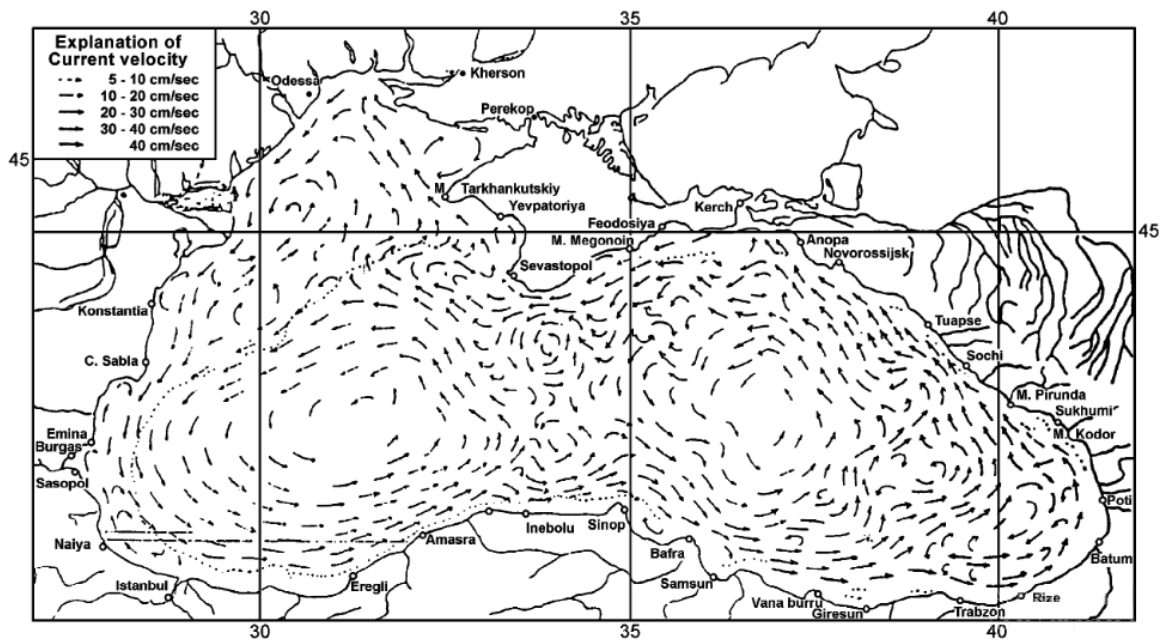 30 35 40
Explanation of
Current velocity
5 - 10 cm/sec
10 - 20 cm/sec
20 - 30 cm/sec
30 - 40 cm/sec
40 cm/sec
Odessa
Kherson
Perekop
45
M. Tarkhankutskiy
Yevpatoriya
Kerch
Feodosiya
45
M. Megonoin
Anopa
Novorossijsk
Sevastopol
Konstantia
Tuapse
C. Sabla
Sochi
M. Pirunda
Sukhumi
Emina
M. Kodor
Burgas
Sasopol
Poti
Inebolu
Sinop
Naiya
Amasra
Bafra
Batum
Istanbul
Eregli
Samsun
Vana burru
Rize
Giresun
Trabzon
30 35 40